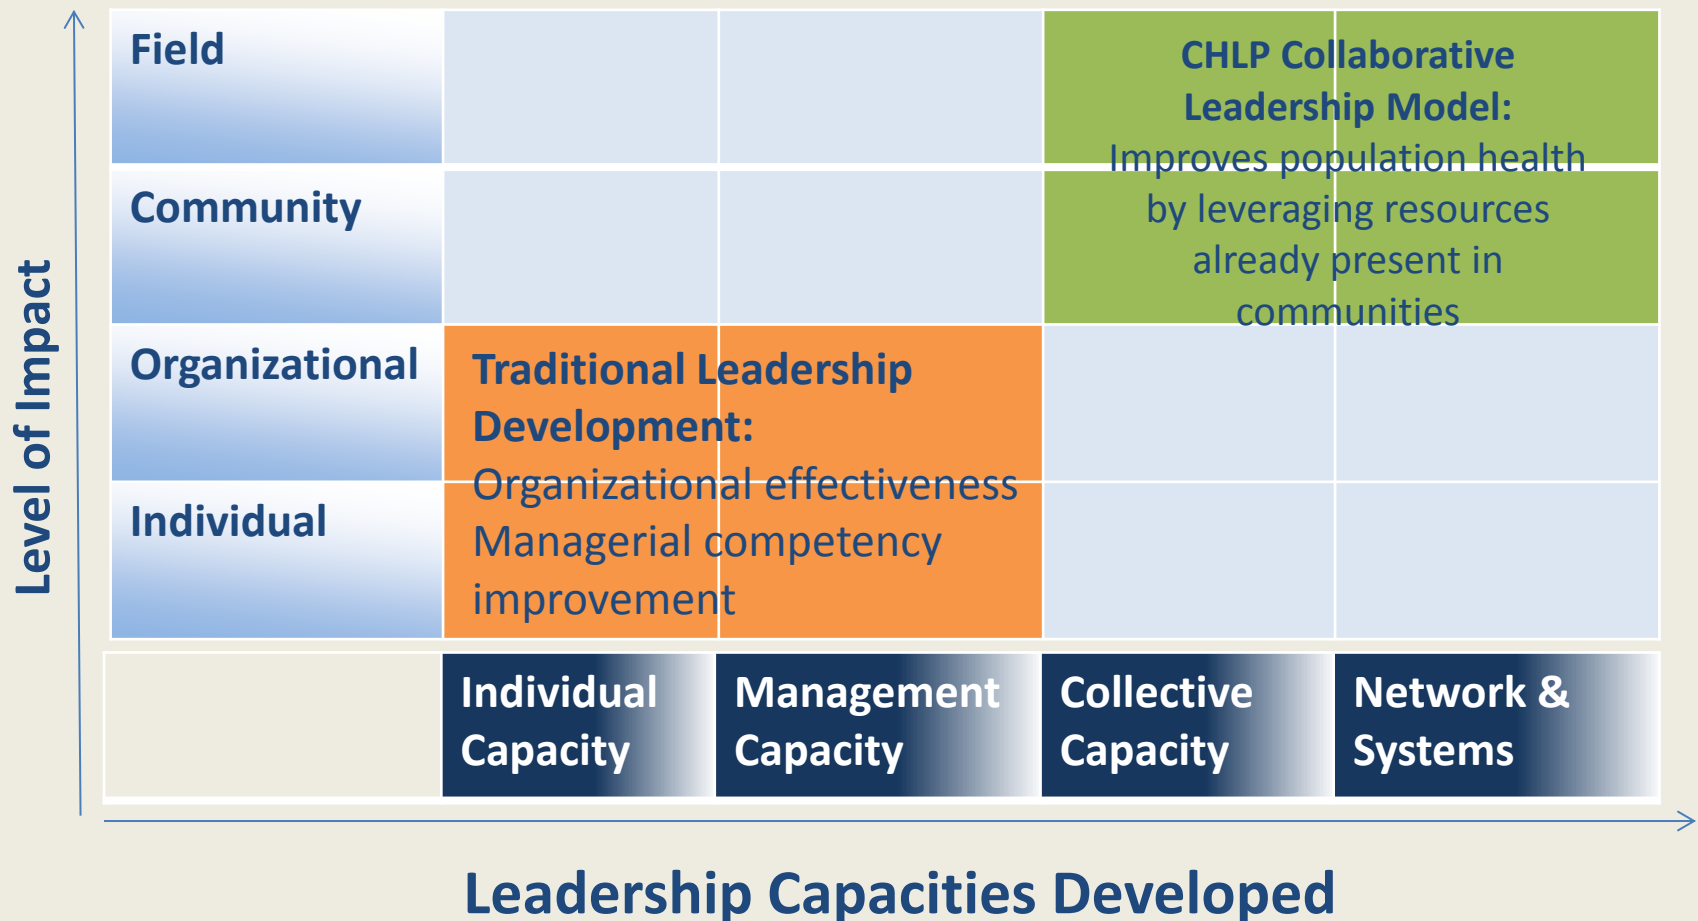 Level of Impact
Field
CHLP Collaborative
Leadership Model:
Improves population health
by leveraging resources
already present in
communities
Community
Organizational
Traditional Leadership
Development:
Organizational effectiveness
Managerial competency
improvement
Individual
Individual
Capacity
Management
Capacity
Collective
Capacity
Network &
Systems
Leadership Capacities Developed